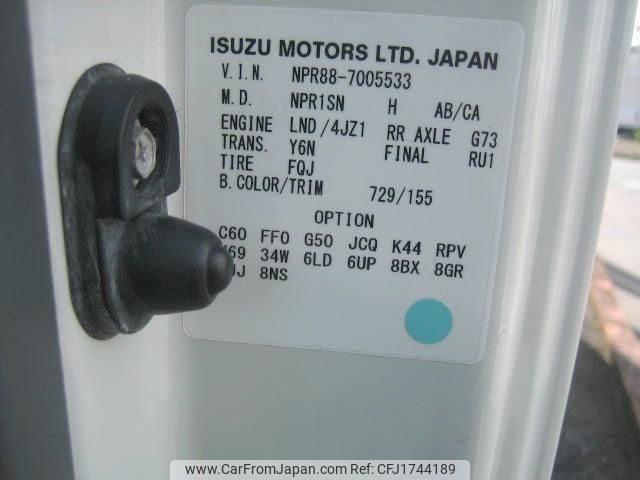 ISUZU MOTORS LTD. JAPAN
V.I.N. NPR88-7005533
M.D. NPR1SN H AB/CA
ENGINE LND/4JZ1 RR AXLE G73
TRANS. Y6N FINAL RU1
TIRE FQJ
B.COLOR/TRIM 729/155
OPTION
C60 FF0 G50 JCQ K44 RPV
34W 6LD 6UP 8BX 8GR
8NS
www.CarFromJapan.com - CFJ1744189